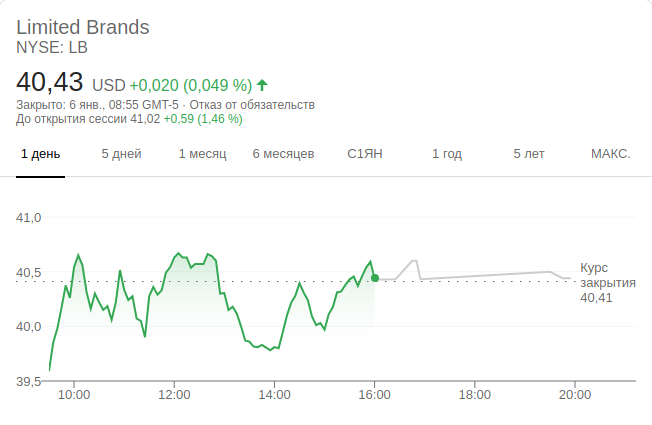 Limited Brands
NYSE: LB
40,43 USD +0,020 (0,049 %)
Закрыто: 6 янв., 08:55 GMT-5 · Отказ от обязательств
До открытия сессии 41,02 +0,59 (1,46 %)
1 день 5 дней 1 месяц 6 месяцев С1ЯН 1 год 5 лет МАКС.
41,0
40,5
40,0
39,5
Курс
закрытия
40,41
10:00 12:00 14:00 16:00 18:00 20:00